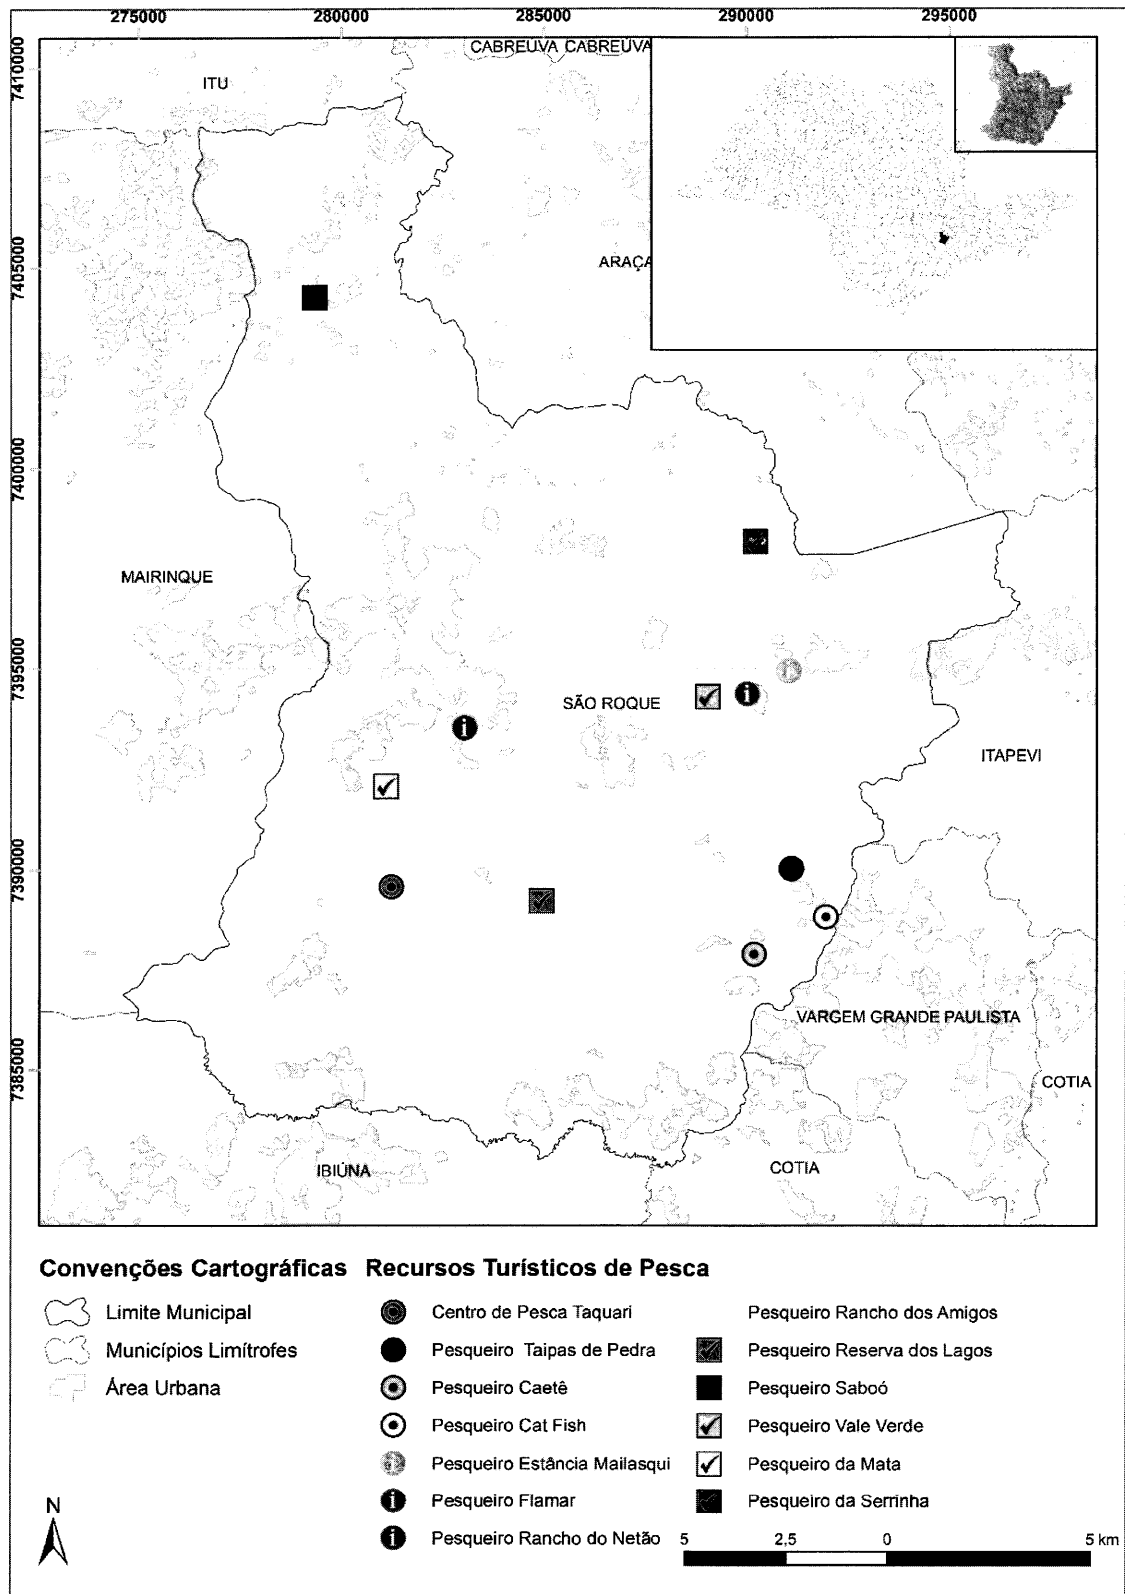 275000 280000 285000 290000 295000
7410000
7405000
7400000
7395000
7390000
7385000
CABREUVA CABREUVA
ITU
ARAÇA
MAIRINQUE
SÃO ROQUE
ITAPEVI
VARGEM GRANDE PAULISTA
COTIA
IBIÚNA
COTIA
Convenções Cartográficas
Limite Municipal
Municípios Limítrofes
Área Urbana
N
Recursos Turísticos de Pesca
Centro de Pesca Taquari
Pesqueiro Taipas de Pedra
Pesqueiro Caetê
Pesqueiro Cat Fish
Pesqueiro Estância Mailasqui
Pesqueiro Flamar
Pesqueiro Rancho do Netão
Pesqueiro Rancho dos Amigos
Pesqueiro Reserva dos Lagos
Pesqueiro Saboó
Pesqueiro Vale Verde
Pesqueiro da Mata
Pesqueiro da Serrinha
5 2,5 0 5 km